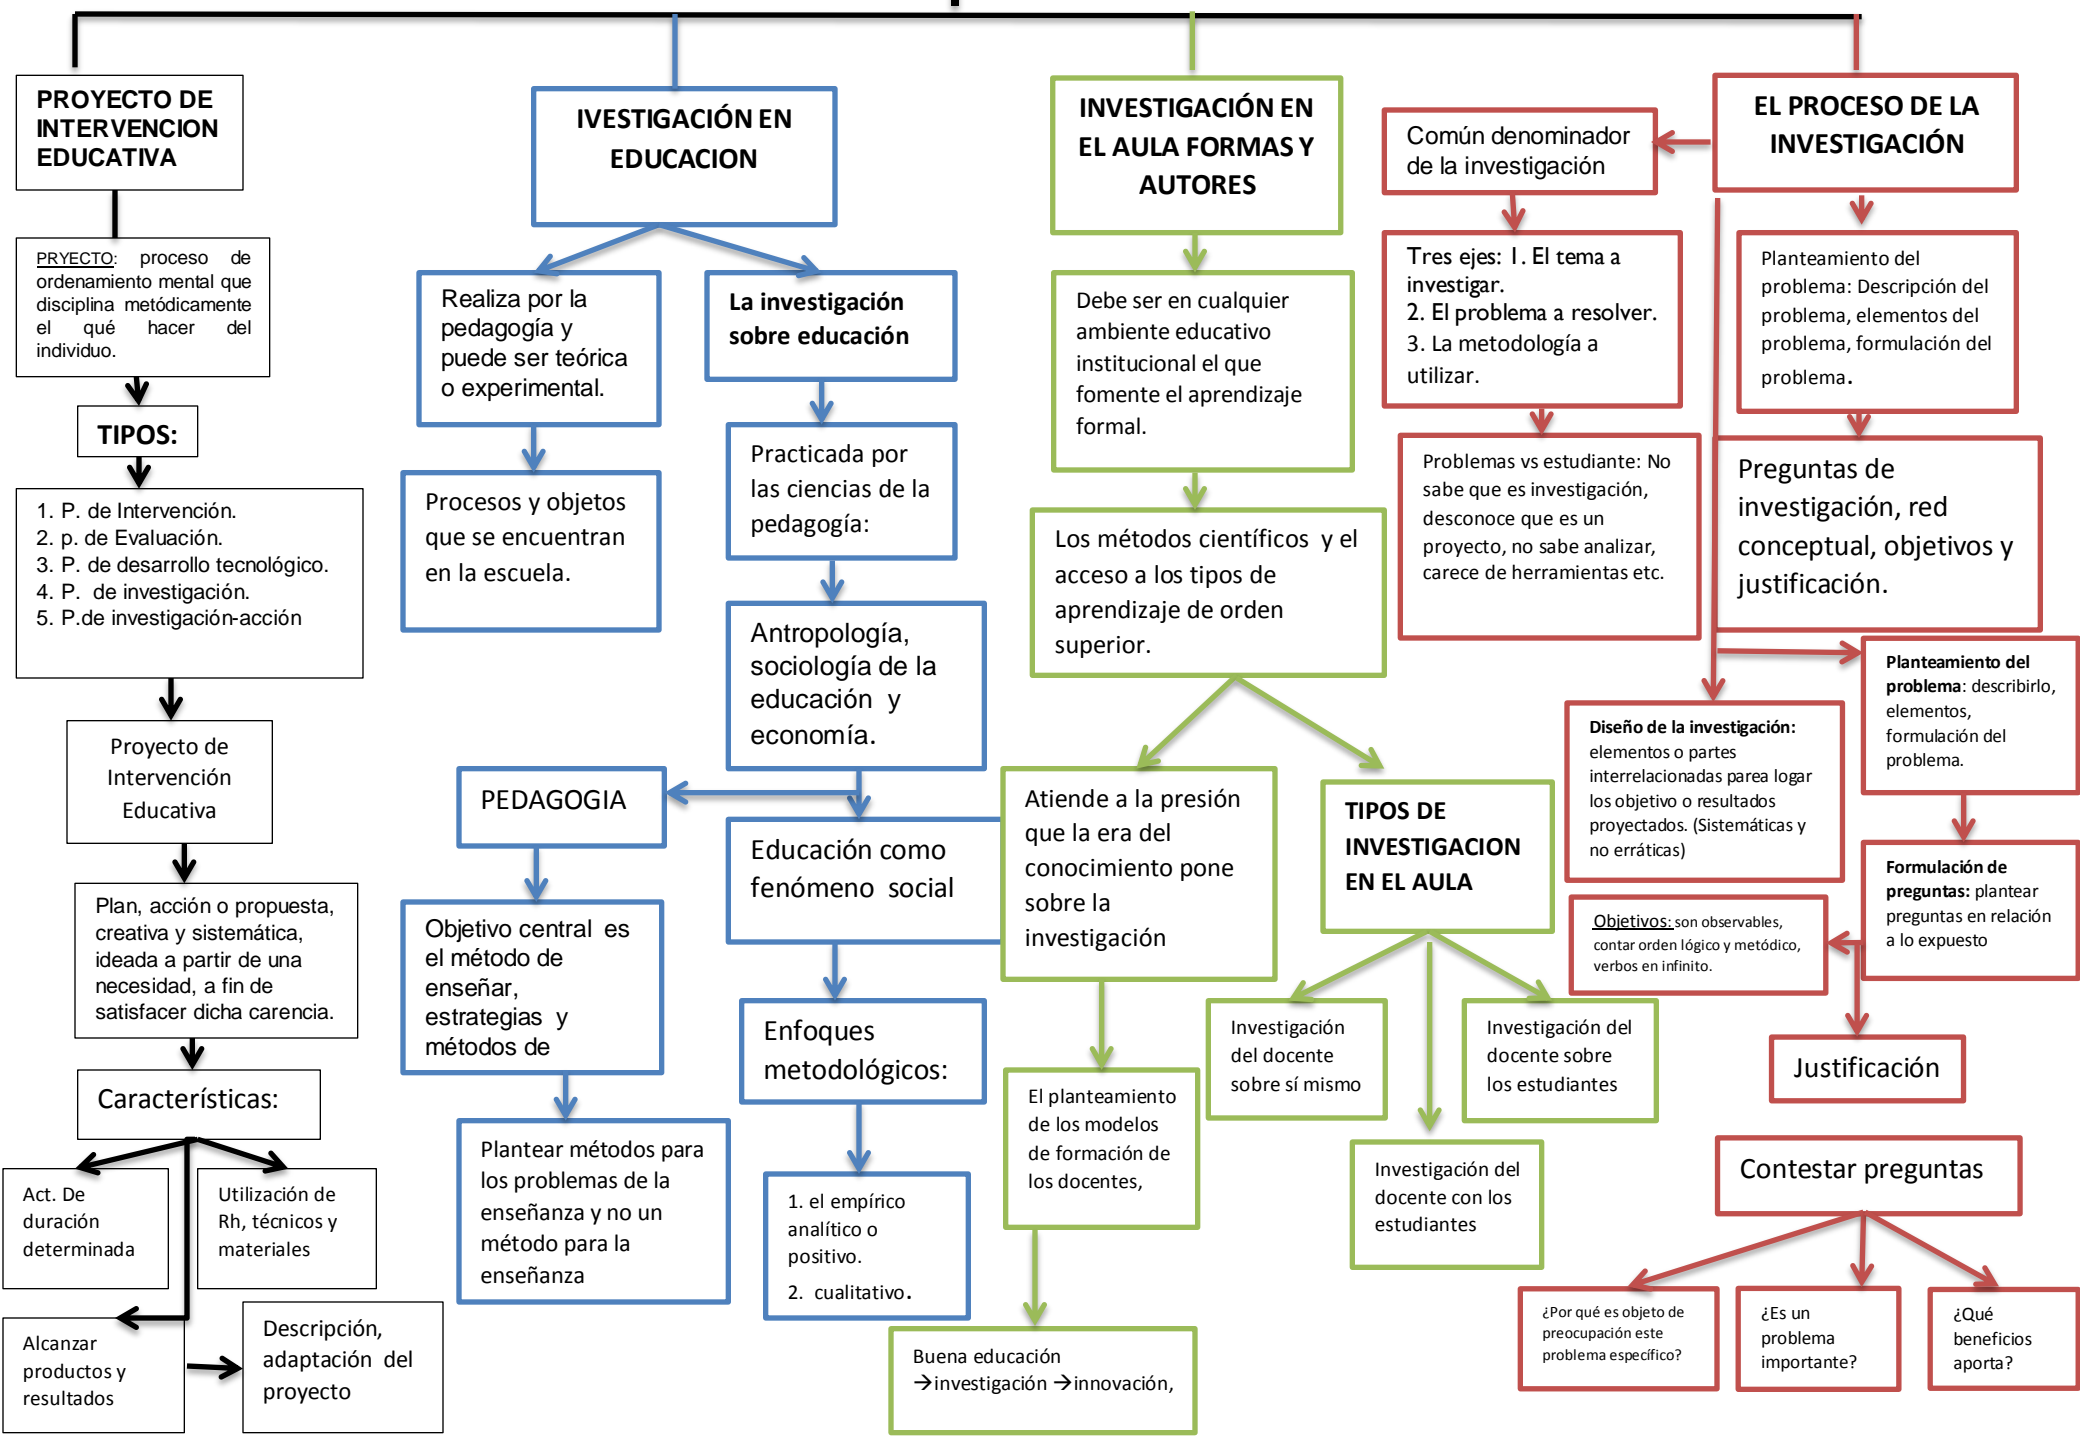 PROYECTO DE
INTERVENCION
EDUCATIVA
PRYECTO: proceso de
ordenamiento mental que
disciplina metódicamente
el qué hacer del
individuo.
TIPOS:
1. P. de Intervención.
2. p. de Evaluación.
3. P. de desarrollo tecnológico.
4. P. de investigación.
5. P.de investigación-acción
Proyecto de
Intervención
Educativa
Plan, acción o propuesta,
creativa y sistemática,
ideada a partir de una
necesidad, a fin de
satisfacer dicha carencia.
Características:
Act. De
duración
determinada
Utilización de
Rh, técnicos y
materiales
Alcanzar
productos y
resultados
Descripción,
adaptación del
proyecto
IVESTIGACIÓN EN
EDUCACION
Realiza por la
pedagogía y
puede ser teórica
o experimental.
Procesos y objetos
que se encuentran
en la escuela.
La investigación
sobre educación
Practicada por
las ciencias de la
pedagogía:
Antropología,
sociología de la
educación y
economía.
PEDAGOGIA
Objetivo central es
el método de
enseñar,
estrategias y
métodos de
Plantear métodos para
los problemas de la
enseñanza y no un
método para la
enseñanza
Educación como
fenómeno social
Enfoques
metodológicos:
1. el empírico
analítico o
positivo.
2. cualitativo.
INVESTIGACIÓN EN
EL AULA FORMAS Y
AUTORES
Debe ser en cualquier
ambiente educativo
institucional el que
fomente el aprendizaje
formal.
Los métodos científicos y el
acceso a los tipos de
aprendizaje de orden
superior.
Atiende a la presión
que la era del
conocimiento pone
sobre la
investigación
El planteamiento
de los modelos
de formación de
los docentes,
Buena educación
→investigación →innovación,
TIPOS DE
INVESTIGACION
EN EL AULA
Investigación
del docente
sobre sí mismo
Investigación del
docente con los
estudiantes
Investigación del
docente sobre
los estudiantes
EL PROCESO DE LA
INVESTIGACIÓN
Común denominador
de la investigación
Tres ejes: 1. El tema a
investigar.
2. El problema a resolver.
3. La metodología a
utilizar.
Problemas vs estudiante: No
sabe que es investigación,
desconoce que es un
proyecto, no sabe analizar,
carece de herramientas etc.
Planteamiento del
problema: Descripción del
problema, elementos del
problema, formulación del
problema.
Preguntas de
investigación, red
conceptual, objetivos y
justificación.
Planteamiento del
problema: describirlo,
elementos,
formulación del
problema.
Diseño de la investigación:
elementos o partes
interrelacionadas parea logar
los objetivo o resultados
proyectados. (Sistemáticas y
no erráticas)
Formulación de
preguntas: plantear
preguntas en relación
a lo expuesto
Objetivos: son observables,
contar orden lógico y metódico,
verbos en infinito.
Justificación
Contestar preguntas
¿Por qué es objeto de
preocupación este
problema específico?
¿Es un
problema
importante?
¿Qué
beneficios
aporta?